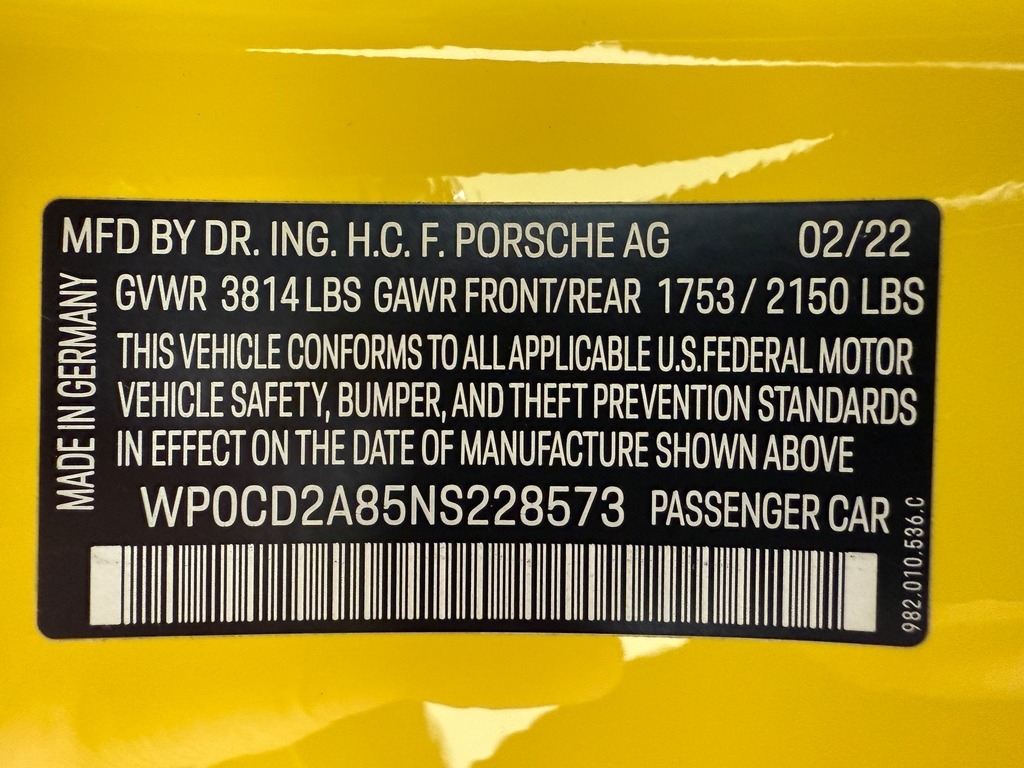 MFD BY DR. ING. H.C. F. PORSCHE AG 02/22
GVWR 3814 LBS GAWR FRONT/REAR 1753 / 2150 LBS
THIS VEHICLE CONFORMS TO ALL APPLICABLE U.S.FEDERAL MOTOR
VEHICLE SAFETY, BUMPER, AND THEFT PREVENTION STANDARDS
IN EFFECT ON THE DATE OF MANUFACTURE SHOWN ABOVE
WP0CD2A85NS228573 PASSENGER CAR
MADE IN GERMANY
982.010.536.C